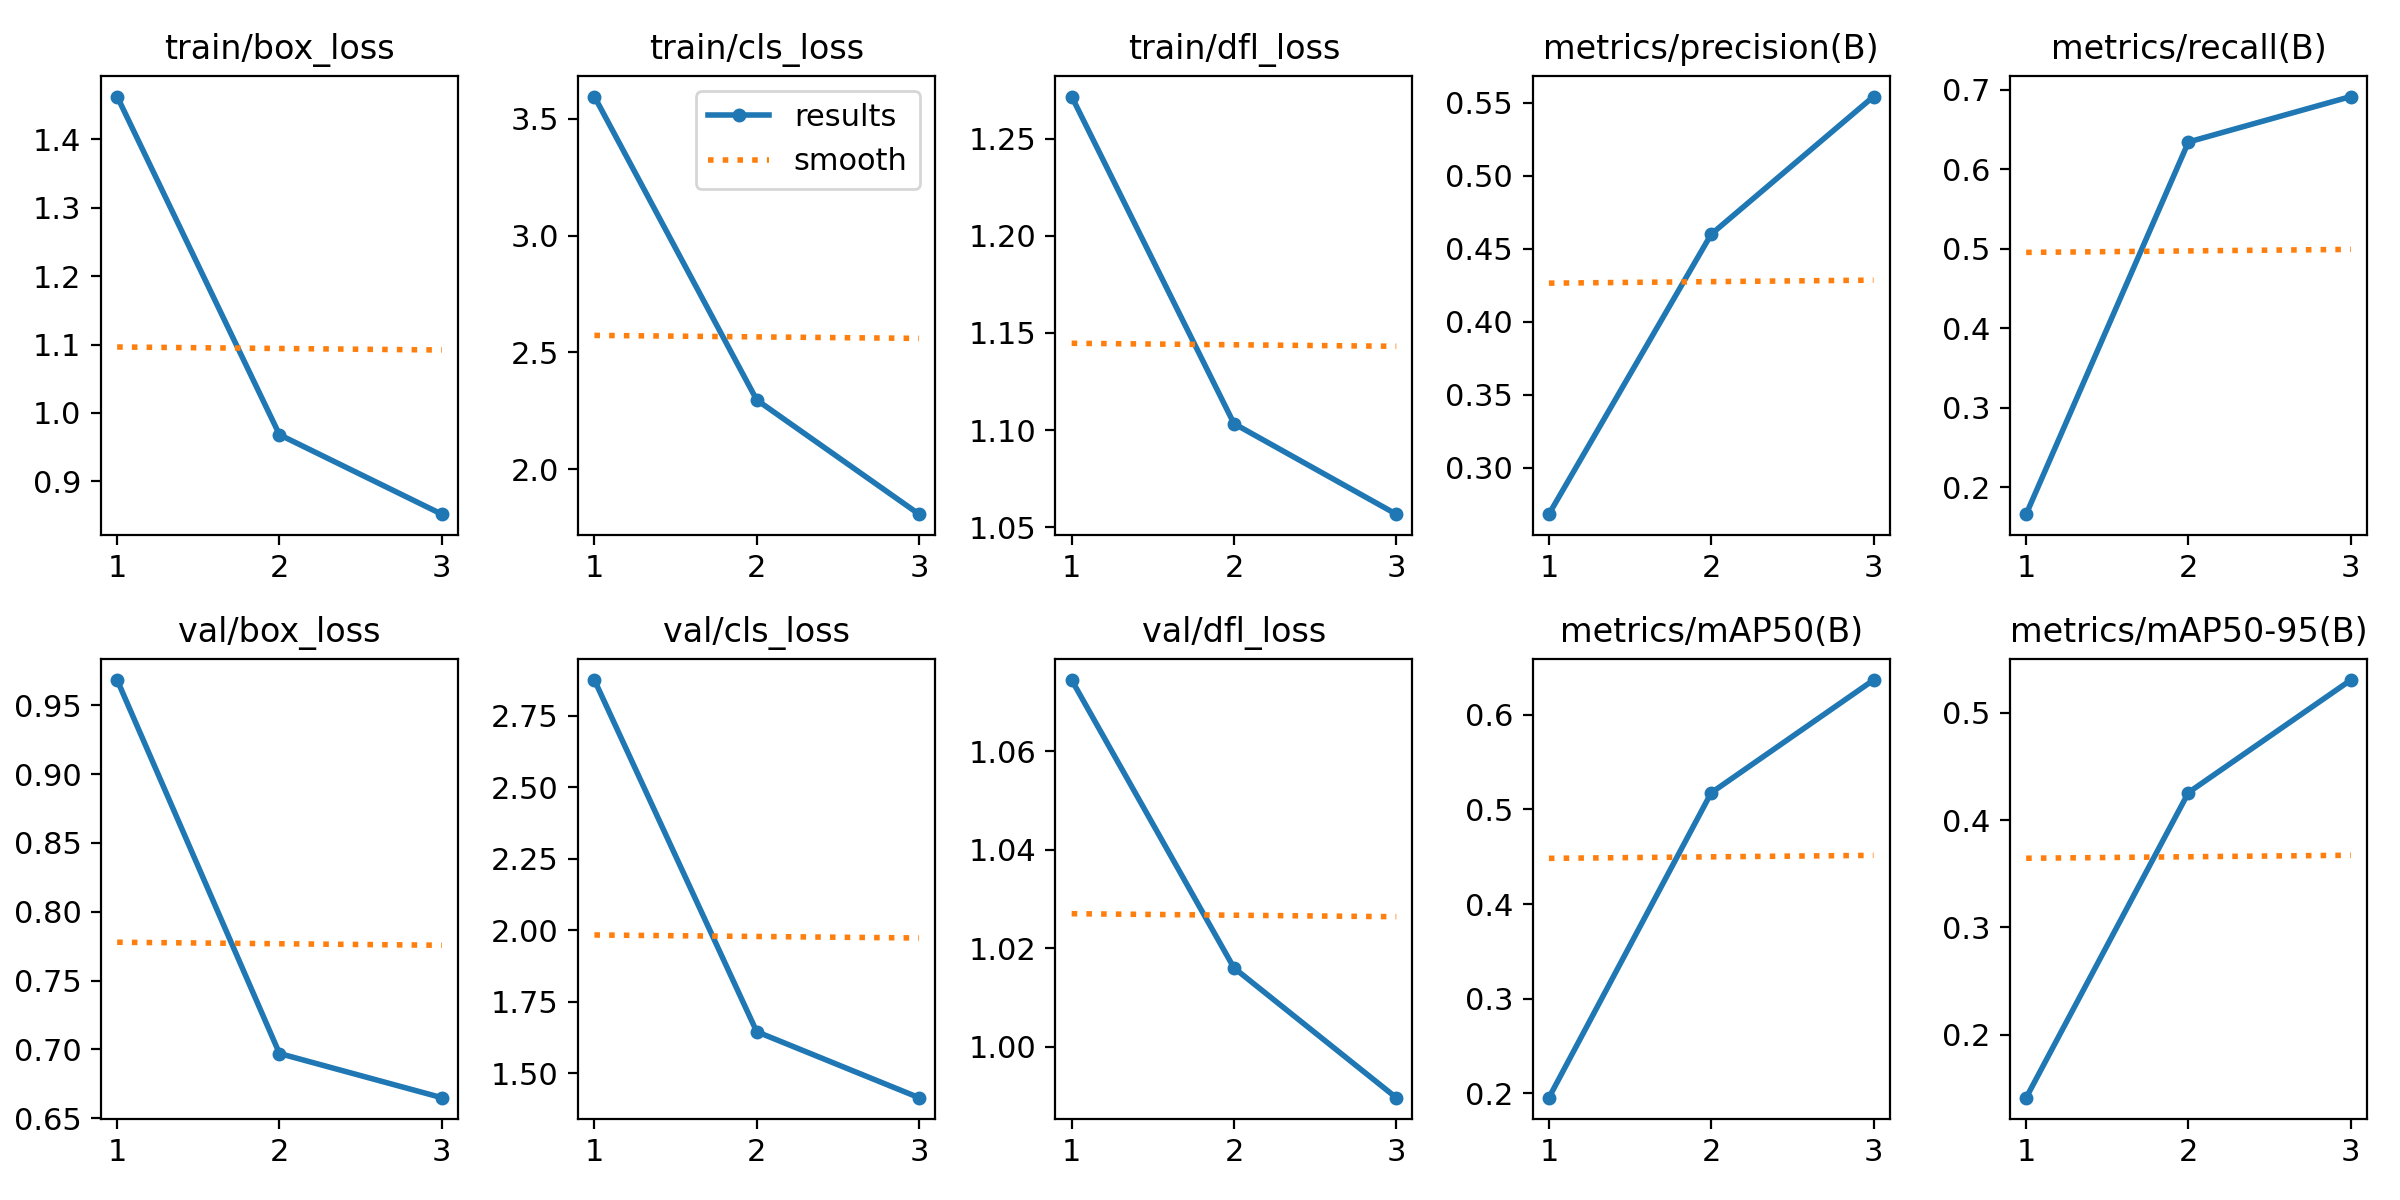 train/box_loss
1.4
1.3
1.2
1.1
1.0
0.9
1 2 3
train/cls_loss
results
smooth
3.5
3.0
2.5
2.0
1 2 3
train/dfl_loss
1.25
1.20
1.15
1.10
1.05
1 2 3
metrics/precision(B)
0.55
0.50
0.45
0.40
0.35
0.30
1 2 3
metrics/recall(B)
0.7
0.6
0.5
0.4
0.3
0.2
1 2 3
val/box_loss
0.95
0.90
0.85
0.80
0.75
0.70
0.65
1 2 3
val/cls_loss
2.75
2.50
2.25
2.00
1.75
1.50
1 2 3
val/dfl_loss
1.06
1.04
1.02
1.00
1 2 3
metrics/mAP50(B)
0.6
0.5
0.4
0.3
0.2
1 2 3
metrics/mAP50-95(B)
0.5
0.4
0.3
0.2
1 2 3